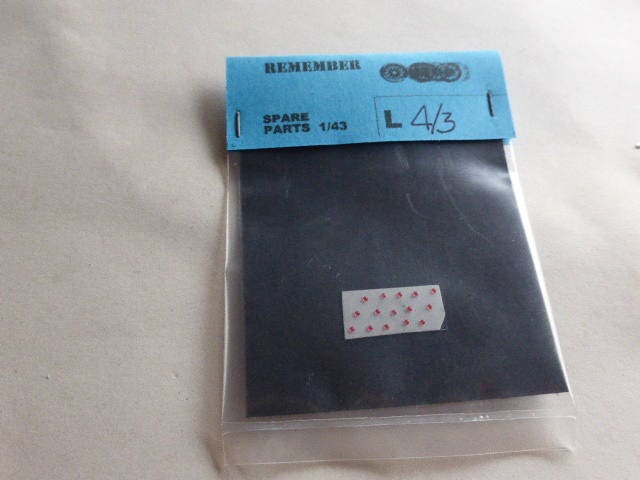 REMEMBER
SPARE
PARTS 1/43
L 4/3